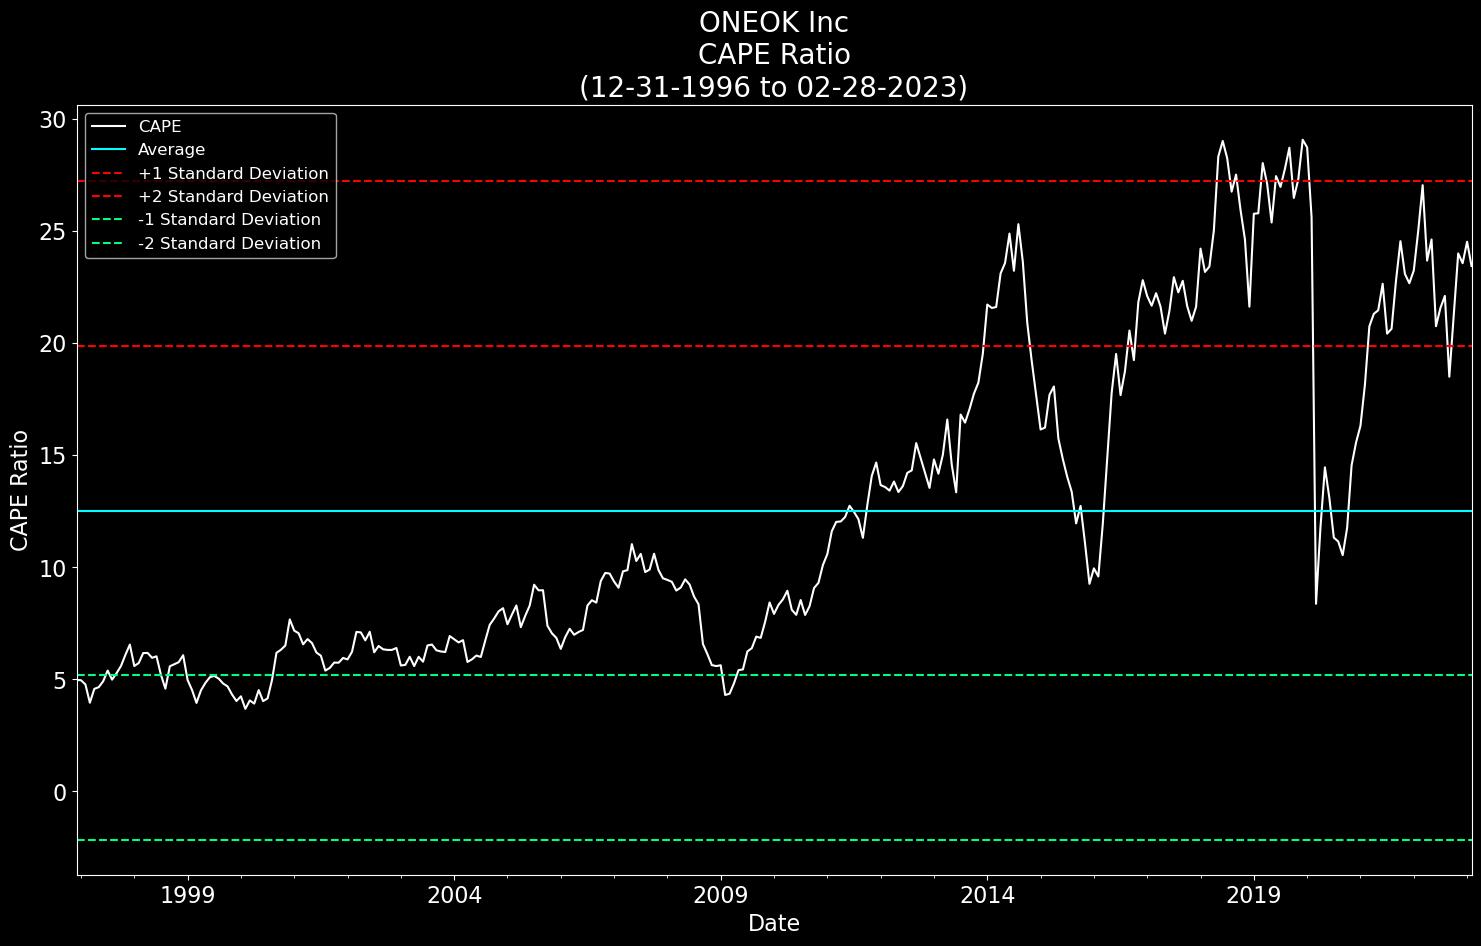 ONEOK Inc
CAPE Ratio
(12-31-1996 to 02-28-2023)
CAPE
Average
+1 Standard Deviation
+2 Standard Deviation
-1 Standard Deviation
-2 Standard Deviation
30
25
20
15
10
5
0
CAPE Ratio
1999 2004 2009 2014 2019
Date